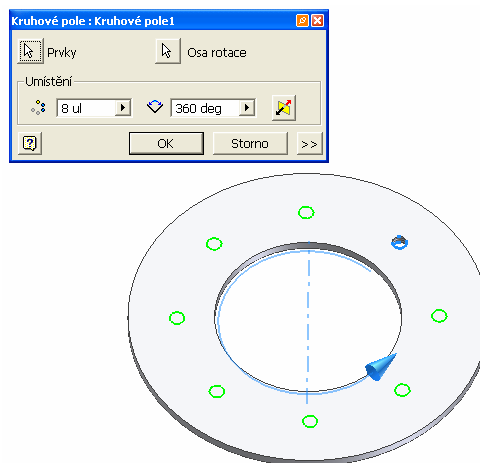 Kruhové pole : Kruhové pole1
Prvky
Osa rotace
Umístění
8 ul
360 deg
OK
Storno
>>